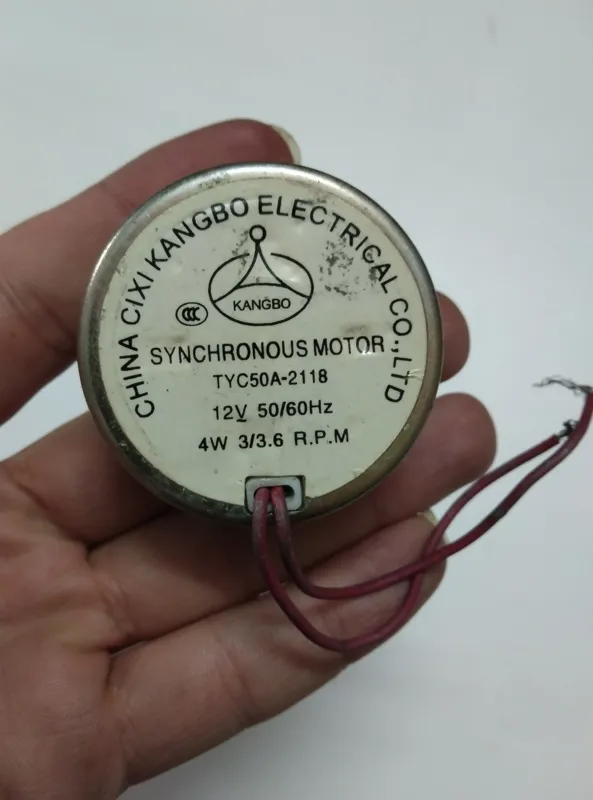 CHINA CIXI KANGBO ELECTRICAL CO.,LTD
KANGBO
CCC
SYNCHRONOUS MOTOR
TYC50A-2118
12V 50/60Hz
4W 3/3.6 R.P.M